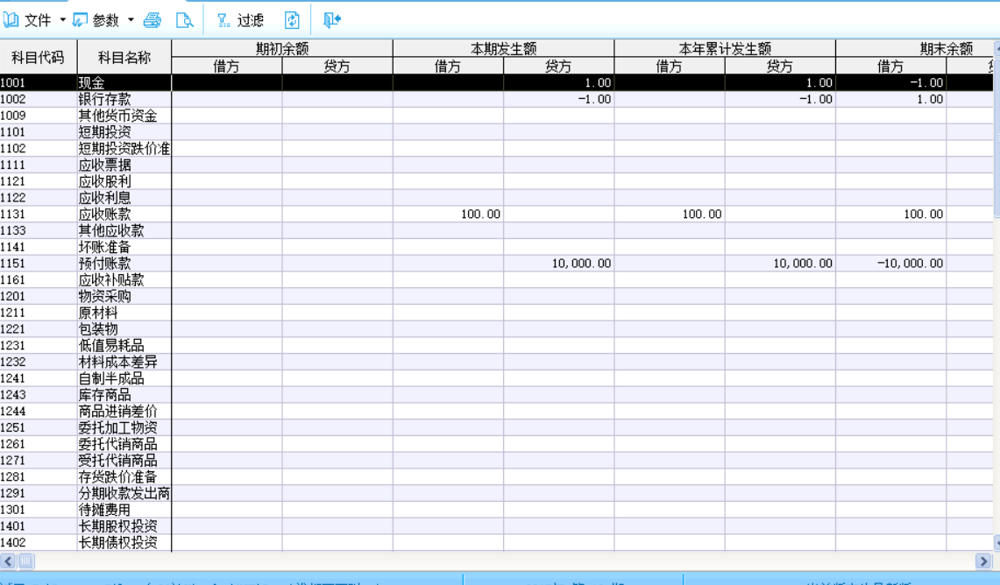 文件 参数 过滤
科目代码 科目名称 期初余额 本期发生额 本年累计发生额 期末余额
借方 贷方 借方 贷方 借方 贷方 借方
1001 现金 1.00 1.00 -1.00
1002 银行存款 -1.00 -1.00 1.00
1009 其他货币资金
1101 短期投资
1102 短期投资跌价准
1111 应收票据
1121 应收股利
1122 应收利息
1131 应收账款 100.00 100.00 100.00
1133 其他应收款
1141 坏账准备
1151 预付账款 10,000.00 10,000.00 -10,000.00
1161 应收补贴款
1201 物资采购
1211 原材料
1221 包装物
1231 低值易耗品
1232 材料成本差异
1241 自制半成品
1243 库存商品
1244 商品进销差价
1251 委托加工物资
1261 委托代销商品
1271 受托代销商品
1281 存货跌价准备
1291 分期收款发出商
1301 待摊费用
1401 长期股权投资
1402 长期债权投资